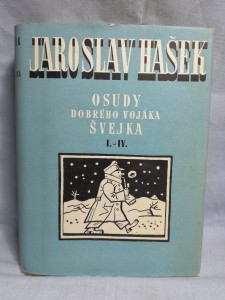 JAROSLAV HAŠEK
OSUDY
DOBRÉHO VOJÁKA
ŠVEJKA
I.-IV.